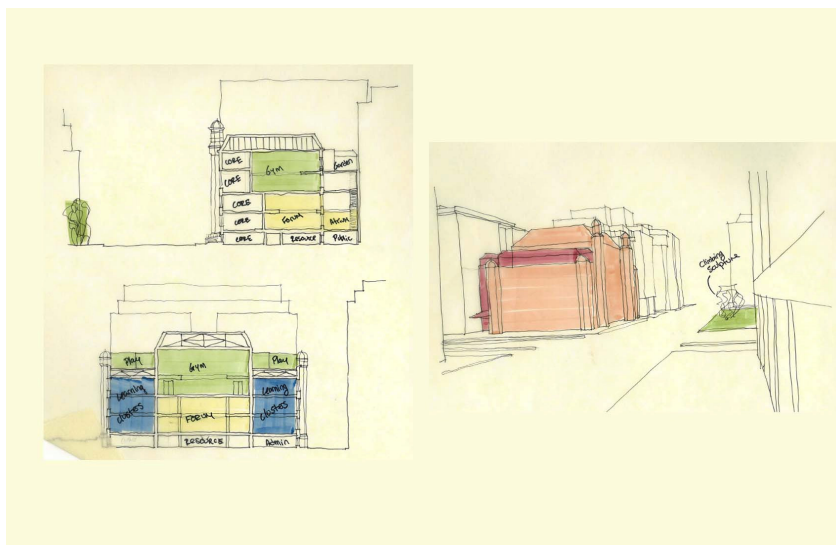 CORE
Gym
Garden
CORE
CORE
CORE
Forum
Atrium
CORE
Resource
Public
Play
Gym
Play
Learning
Clusters
Learning
Clusters
FORUM
RESOURCE
Admin
Climbing
Sculpture